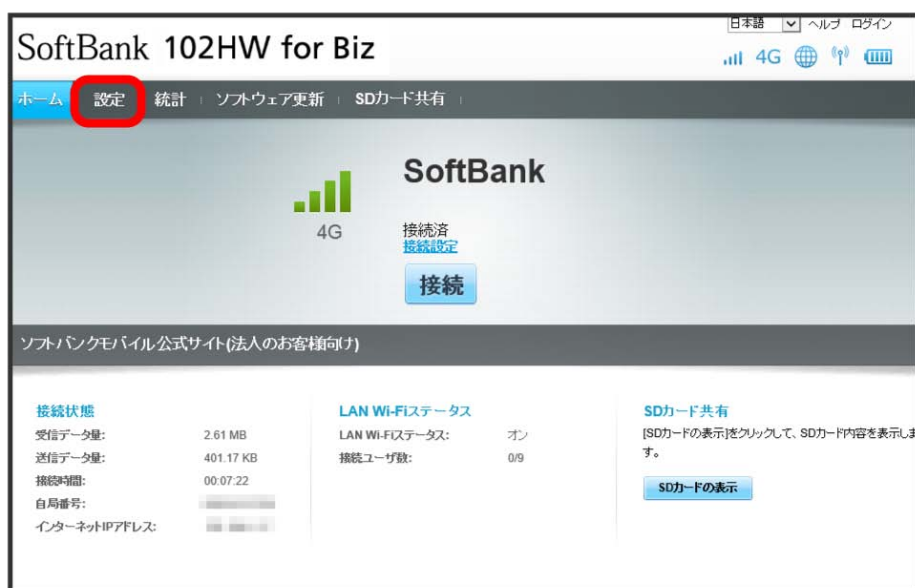 日本語 ヘルプ ログイン
SoftBank 102HW for Biz
4G
ホーム 設定 統計 ソフトウェア更新 SDカード共有
SoftBank
4G
接続済
接続設定
接続
ソフトバンクモバイル公式サイト(法人のお客様向け)
接続状態
受信データ量: 2.61 MB
送信データ量: 401.17 KB
接続時間: 00:07:22
自局番号:
インターネットIPアドレス:
LAN Wi-Fiステータス
LAN Wi-Fiステータス: オン
接続ユーザ数: 0/9
SDカード共有
[SDカードの表示]をクリックして、SDカード内容を表示しま
す。
SDカードの表示